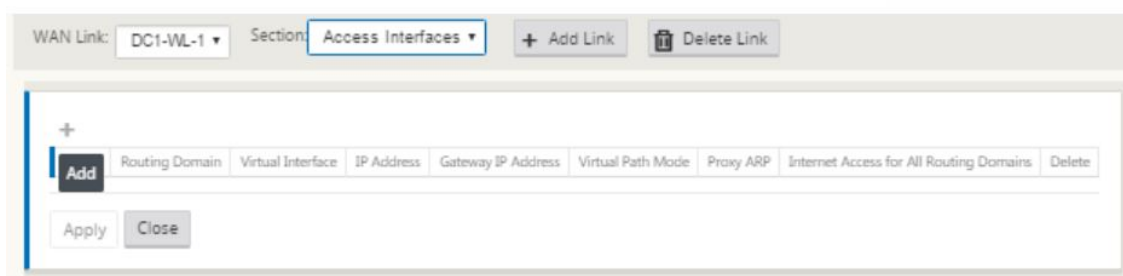 WAN Link: DC1-WL-1 Section: Access Interfaces + Add Link Delete Link
+
Add Routing Domain Virtual Interface IP Address Gateway IP Address Virtual Path Mode Proxy ARP Internet Access for All Routing Domains Delete
Apply Close